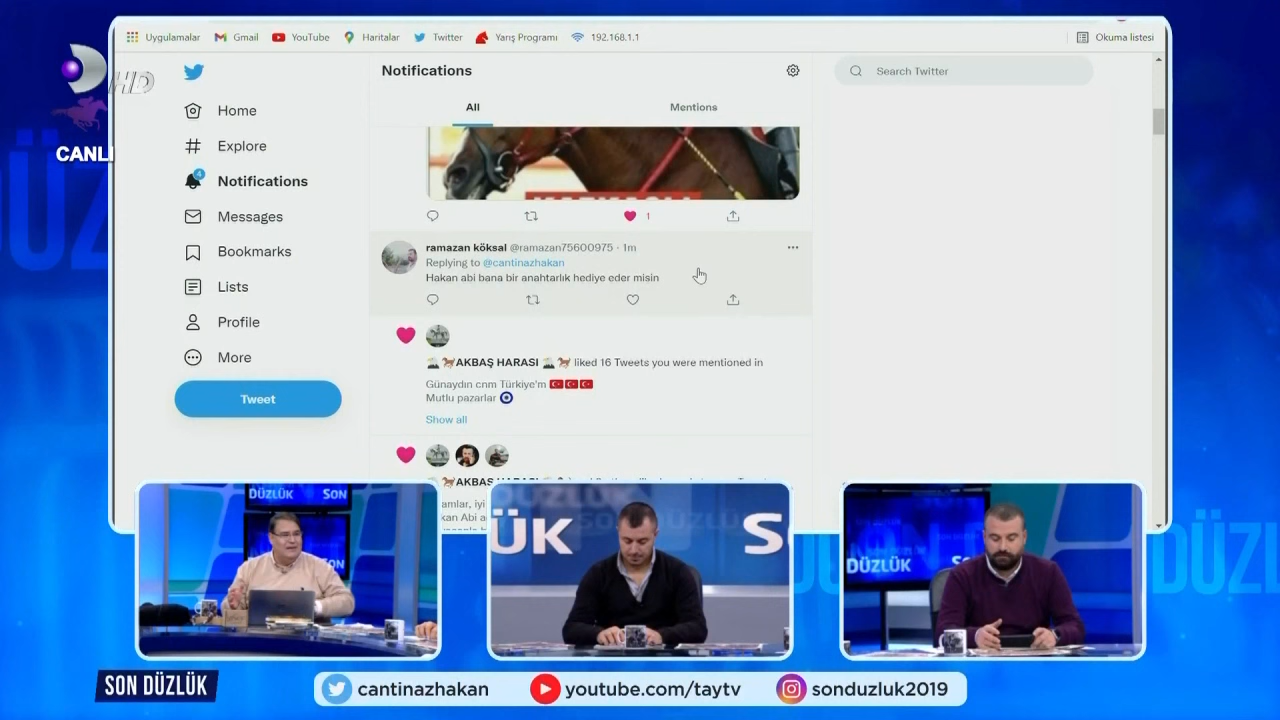 Uygulamalar Gmail YouTube Haritalar Twitter Yarış Programı 192.168.1.1 Okuma listesi
HD
CANLI
Notifications
Search Twitter
All Mentions
Home
Explore
4
Notifications
Messages
Bookmarks
Lists
Profile
More
Tweet
1
ramazan köksal @ramazan75600975 · 1m
Replying to @cantinazhakan
Hakan abi bana bir anahtarlık hediye eder misin
AKBAŞ HARASI liked 16 Tweets you were mentioned in
Günaydın cnm Türkiye'm
Mutlu pazarlar
Show all
DÜZLÜK SON
DÜZLÜK
SON DÜZLÜK
cantinazhakan
youtube.com/taytv
sonduzluk2019